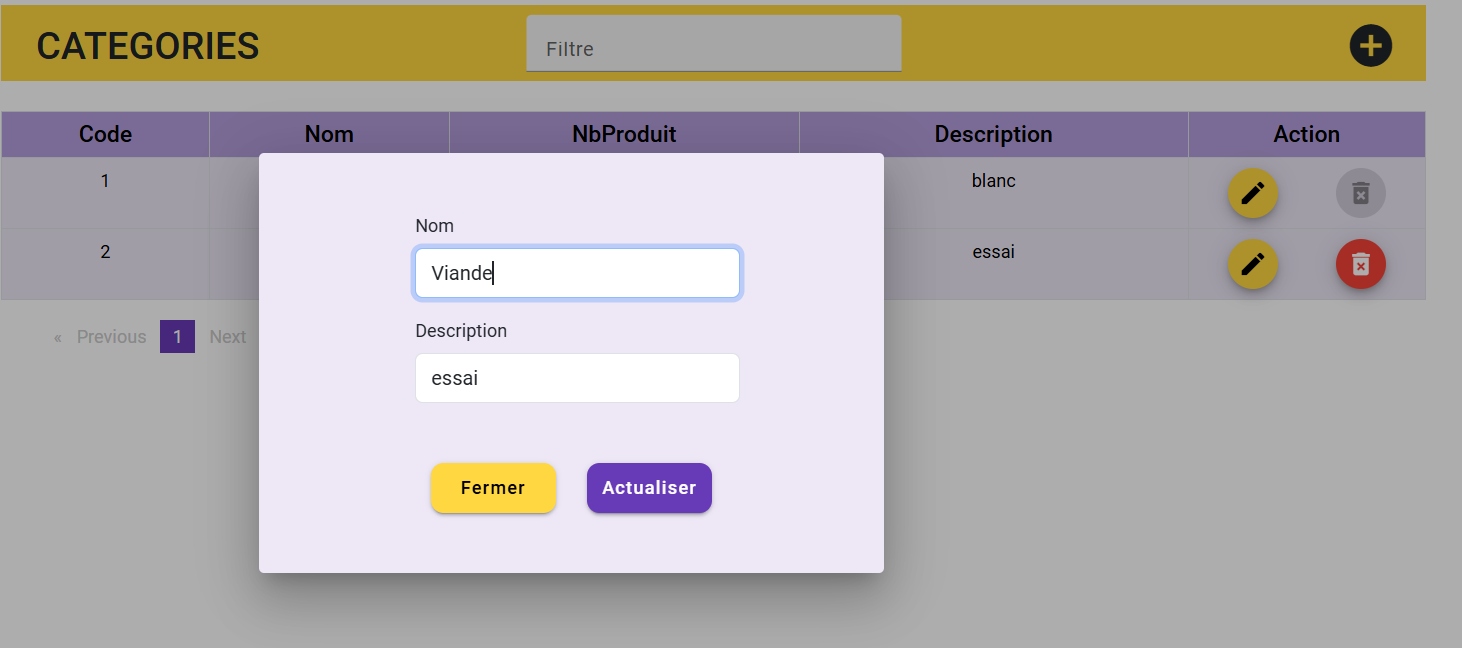 CATEGORIES
Filtre
Code Nom NbProduit Description Action
1 blanc
2 essai
« Previous 1 Next
Nom
Viande
Description
essai
Fermer Actualiser